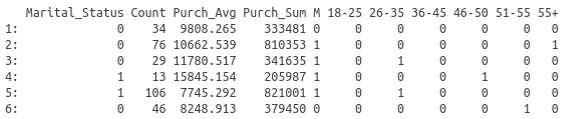 Marital_Status Count Purch_Avg Purch_Sum M 18-25 26-35 36-45 46-50 51-55 55+
1: 0 34 9808.265 333481 0 0 0 0 0 0 0
2: 0 76 10662.539 810353 1 0 0 0 0 0 1
3: 0 29 11780.517 341635 1 0 1 0 0 0 0
4: 1 13 15845.154 205987 1 0 0 0 1 0 0
5: 1 106 7745.292 821001 1 0 1 0 0 0 0
6: 0 46 8248.913 379450 0 0 0 0 0 1 0